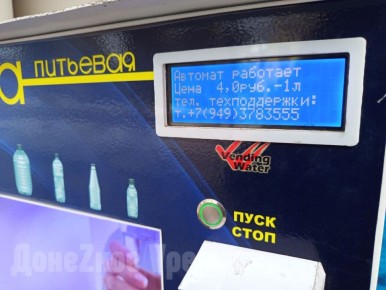 а питьевая
Автомат работает
Цена 4,0руб.-1л
тел. техподдержки:
т.+7(949)3783555
Vending
Water
ПУСК
СТОП